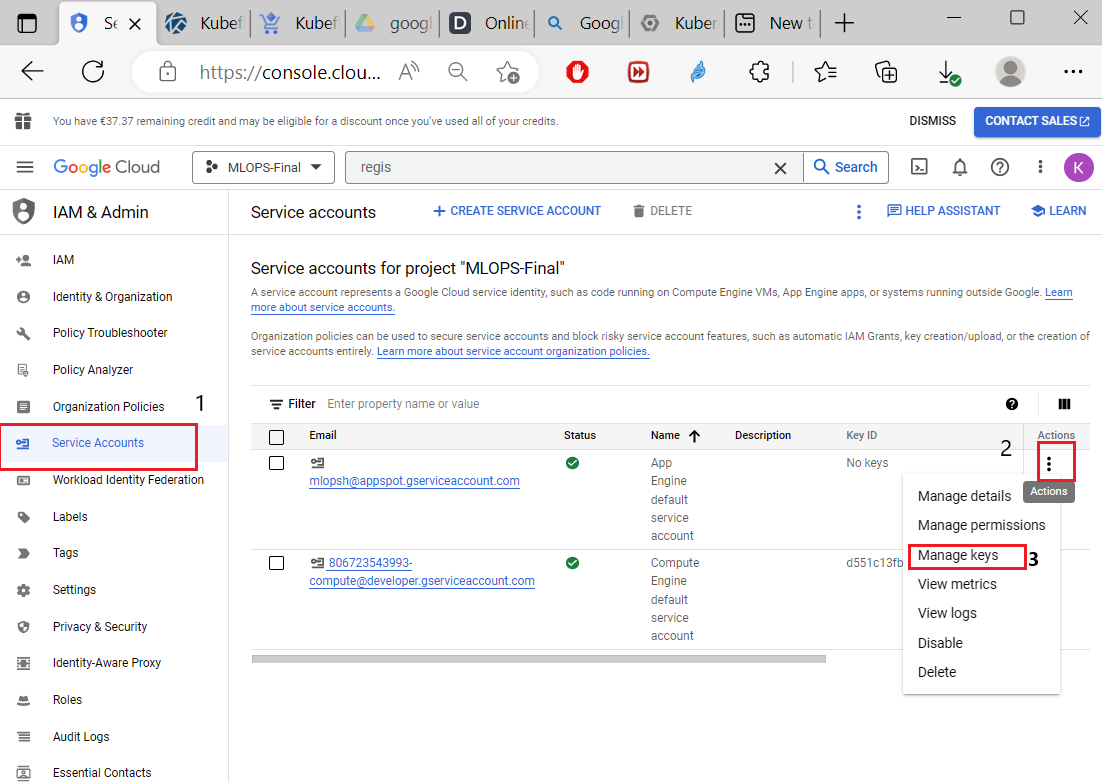 Se
Kubef
Kubef
googl
Online
Googl
Kuber
New t
https://console.clou...
You have €37.37 remaining credit and may be eligible for a discount once you've used all of your credits.
DISMISS
CONTACT SALES
Google Cloud
MLOPS-Final
regis
Search
K
IAM & Admin
Service accounts
CREATE SERVICE ACCOUNT
DELETE
HELP ASSISTANT
LEARN
IAM
Identity & Organization
Policy Troubleshooter
Policy Analyzer
Organization Policies
1
Service Accounts
Workload Identity Federation
Labels
Tags
Settings
Privacy & Security
Identity-Aware Proxy
Roles
Audit Logs
Essential Contacts
Service accounts for project "MLOPS-Final"
A service account represents a Google Cloud service identity, such as code running on Compute Engine VMs, App Engine apps, or systems running outside Google. Learn
more about service accounts.
Organization policies can be used to secure service accounts and block risky service account features, such as automatic IAM Grants, key creation/upload, or the creation of
service accounts entirely. Learn more about service account organization policies.
Filter Enter property name or value
Email Status Name Description Key ID Actions
2
mlopsh@appspot.gserviceaccount.com
App
Engine
default
service
account
No keys
Actions
806723543993-
compute@developer.gserviceaccount.com
Compute
Engine
default
service
account
d551c13fb
Manage details
Manage permissions
Manage keys 3
View metrics
View logs
Disable
Delete